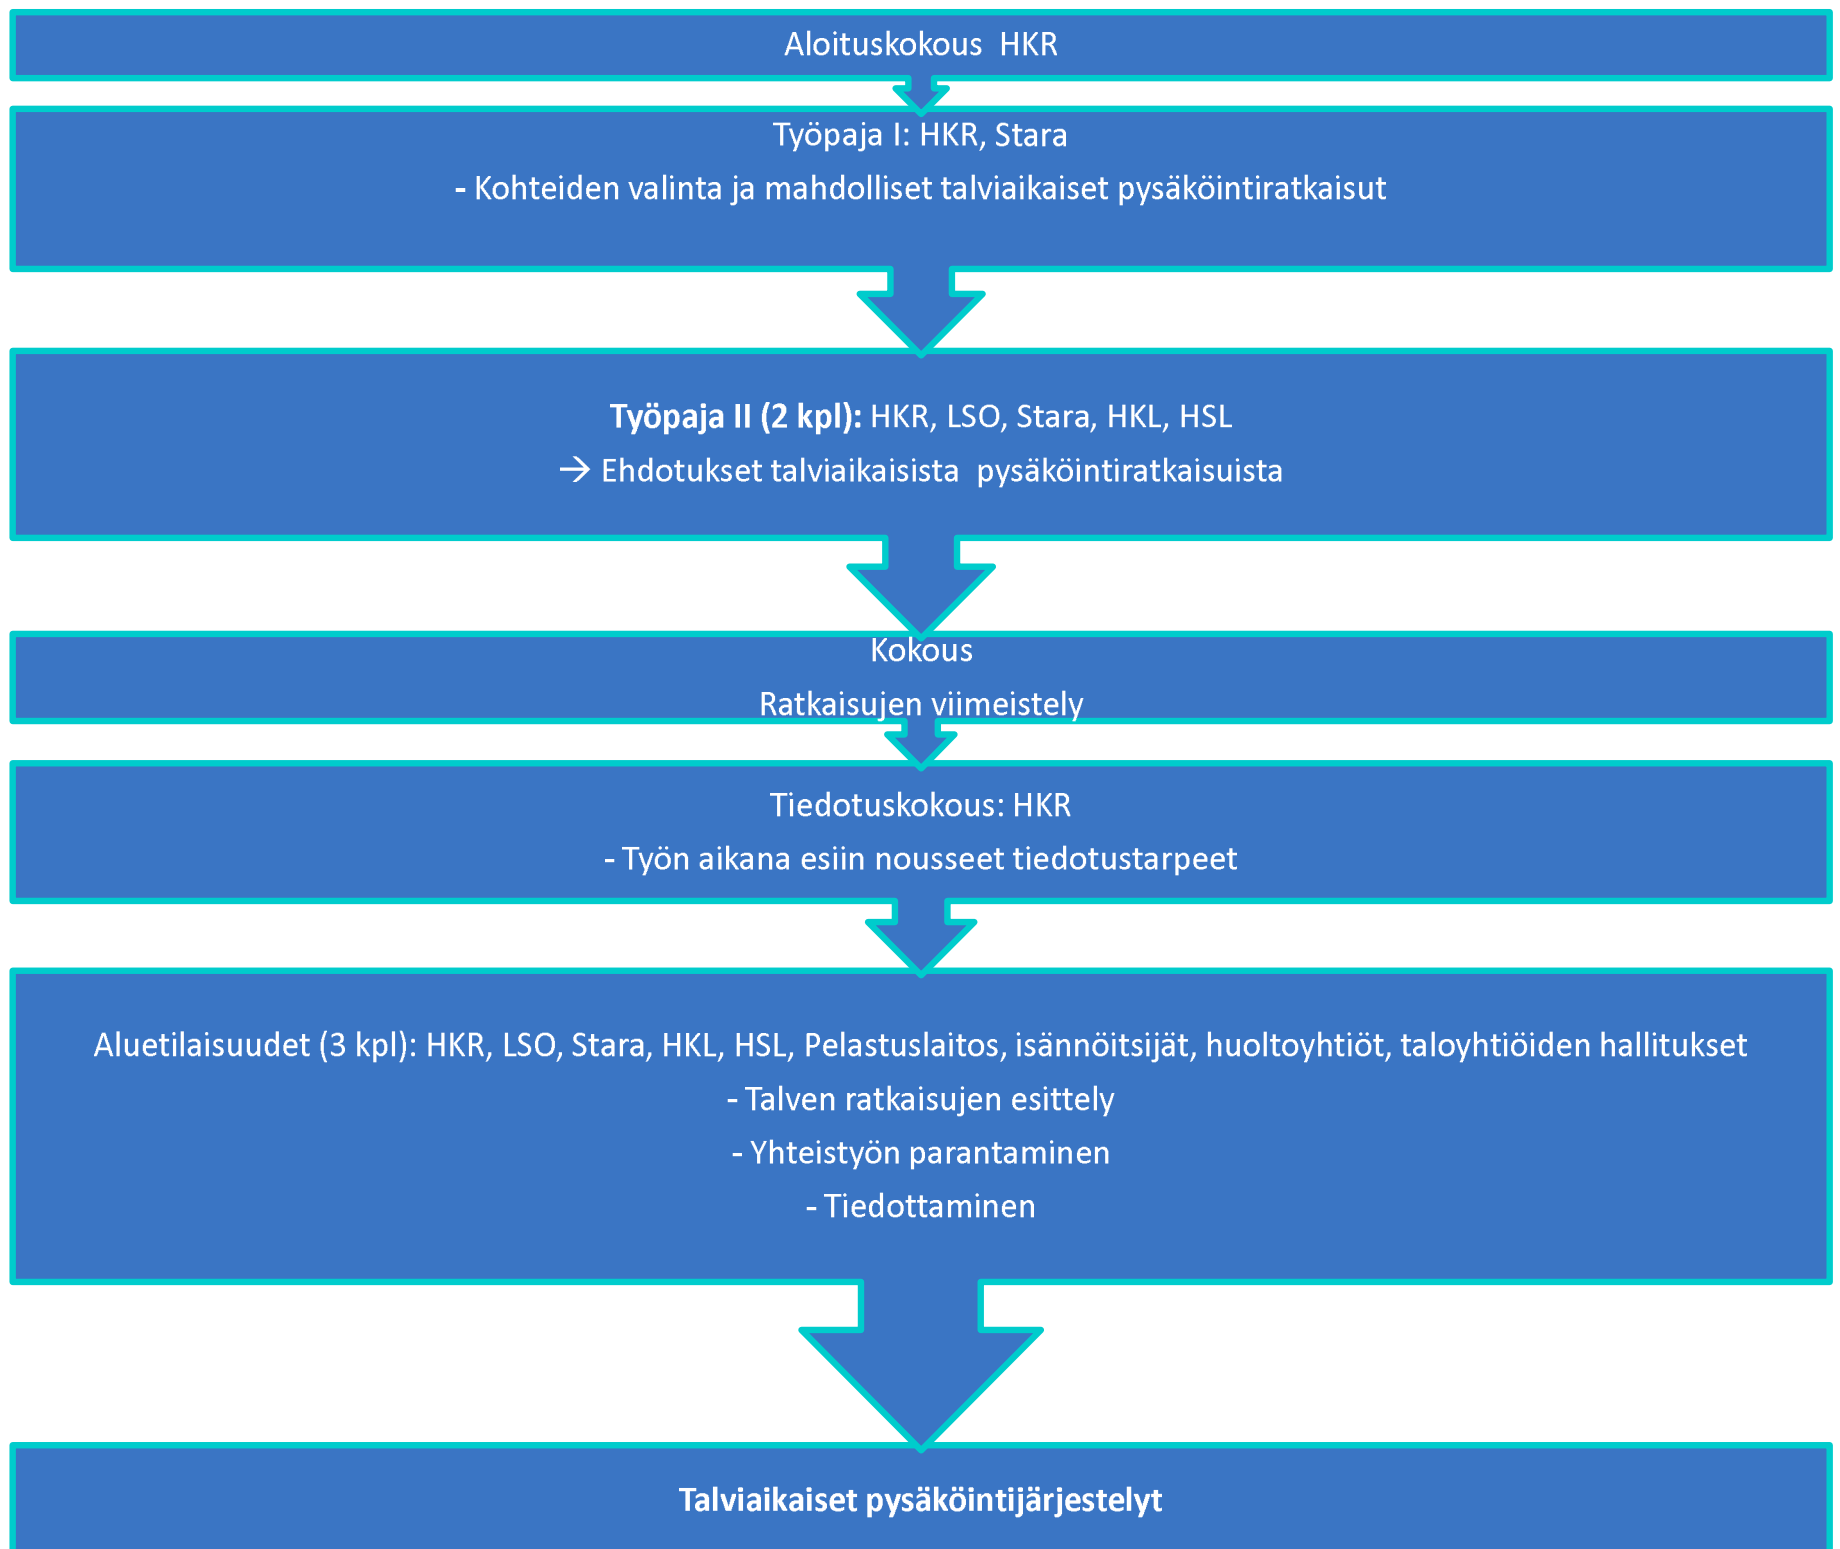 Aloituskokous HKR
Työpaja I: HKR, Stara
- Kohteiden valinta ja mahdolliset talviaikaiset pysäköintiratkaisut
Työpaja II (2 kpl): HKR, LSO, Stara, HKL, HSL
→ Ehdotukset talviaikaisista pysäköintiratkaisuista
Kokous
Ratkaisujen viimeistely
Tiedotuskokous: HKR
- Työn aikana esiin nousseet tiedotustarpeet
Aluetilaisuudet (3 kpl): HKR, LSO, Stara, HKL, HSL, Pelastuslaitos, isännöitsijät, huoltoyhtiöt, taloyhtiöiden hallitukset
- Talven ratkaisujen esittely
- Yhteistyön parantaminen
- Tiedottaminen
Talviaikaiset pysäköintijärjestelyt